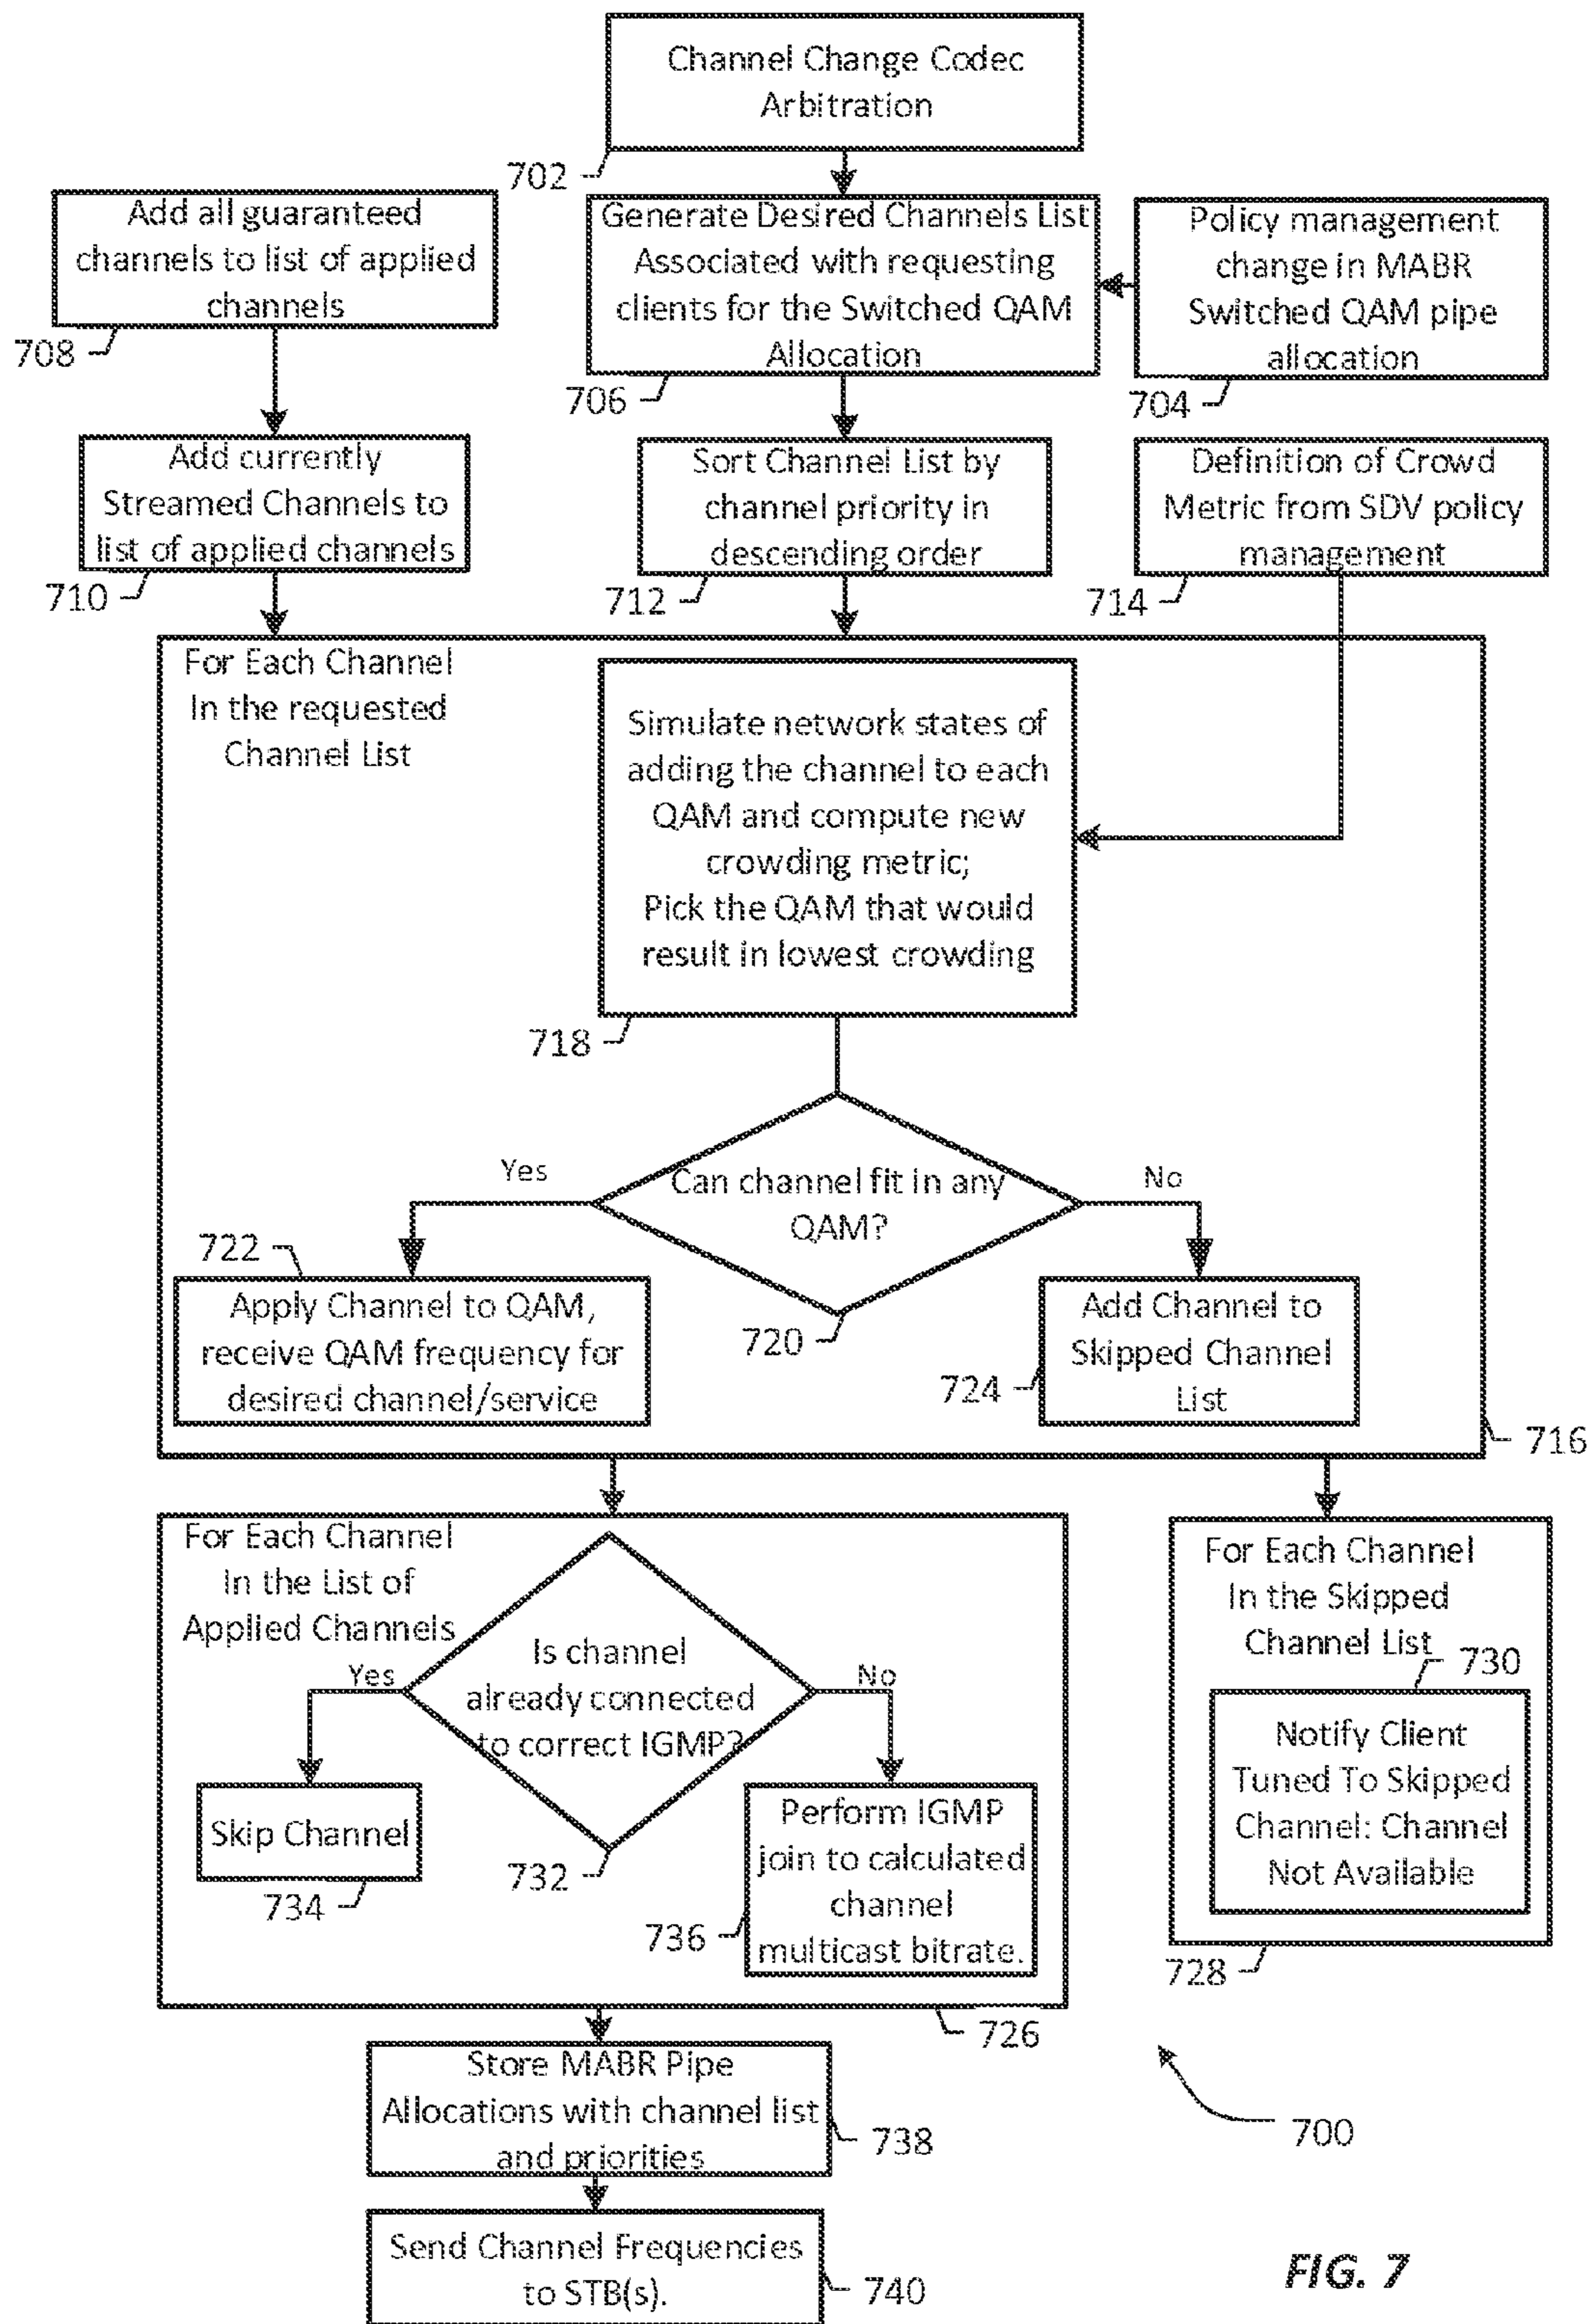 Channel Change Codec
Arbitration
702
Add all guaranteed
channels to list of applied
channels
708
Generate Desired Channels List
Associated with requesting
clients for the Switched QAM
Allocation
706
Policy management
change in MABR
Switched QAM pipe
allocation
704
Add currently
Streamed Channels to
list of applied channels
710
Sort Channel List by
channel priority in
descending order
712
Definition of Crowd
Metric from SDV policy
management
714
For Each Channel
In the requested
Channel List
Simulate network states of
adding the channel to each
QAM and compute new
crowding metric;
Pick the QAM that would
result in lowest crowding
718
Yes
Can channel fit in any
QAM?
No
720
722
Apply Channel to QAM,
receive QAM frequency for
desired channel/service
Add Channel to
Skipped Channel
List
724
716
For Each Channel
In the List of
Applied Channels
Yes
Is channel
already connected
to correct IGMP?
No
732
Skip Channel
734
Perform IGMP
join to calculated
channel
multicast bitrate.
736
726
For Each Channel
In the Skipped
Channel List
730
Notify Client
Tuned To Skipped
Channel: Channel
Not Available
728
Store MABR Pipe
Allocations with channel list
and priorities
738
Send Channel Frequencies
to STB(s).
740
700
FIG. 7